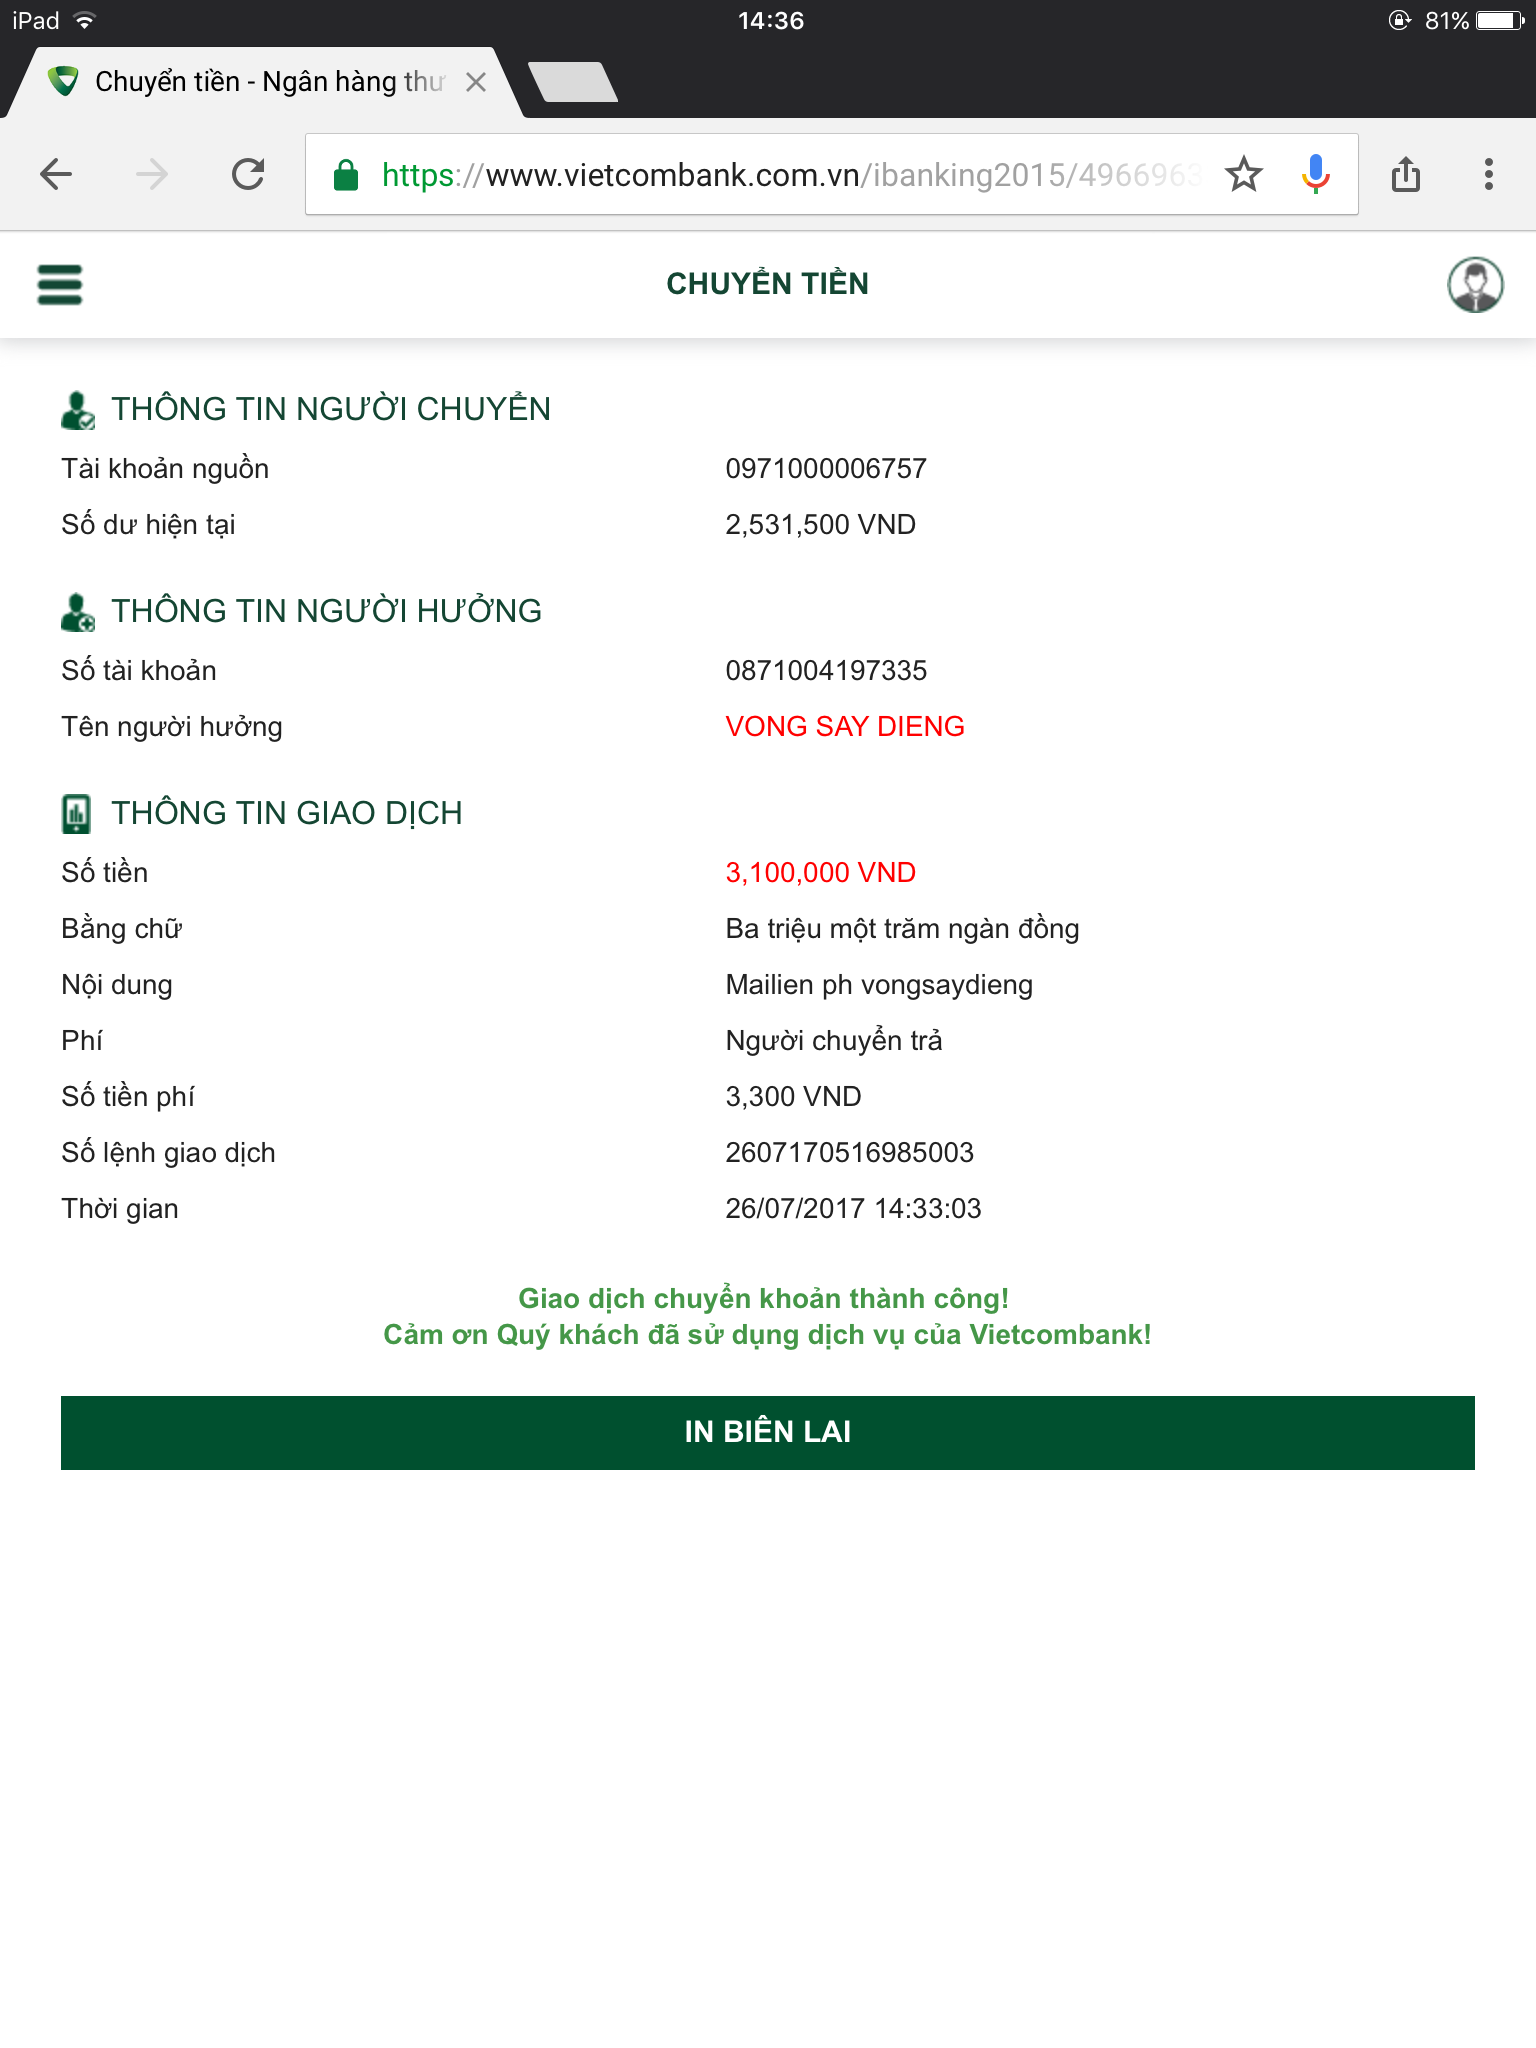 iPad 14:36 81%
Chuyển tiền - Ngân hàng thư
https://www.vietcombank.com.vn/ibanking2015/4966963
CHUYỂN TIỀN
THÔNG TIN NGƯỜI CHUYỂN
Tài khoản nguồn 0971000006757
Số dư hiện tại 2,531,500 VND
THÔNG TIN NGƯỜI HƯỞNG
Số tài khoản 0871004197335
Tên người hưởng VONG SAY DIENG
THÔNG TIN GIAO DỊCH
Số tiền 3,100,000 VND
Bằng chữ Ba triệu một trăm ngàn đồng
Nội dung Mailien ph vongsaydieng
Phí Người chuyển trả
Số tiền phí 3,300 VND
Số lệnh giao dịch 2607170516985003
Thời gian 26/07/2017 14:33:03
Giao dịch chuyển khoản thành công!
Cảm ơn Quý khách đã sử dụng dịch vụ của Vietcombank!
IN BIÊN LAI